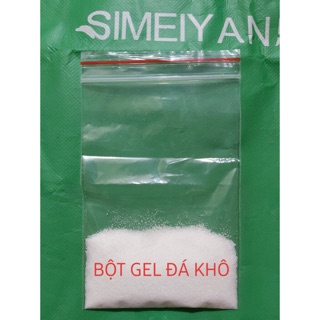 SIMEIYAN
BỘT GEL ĐÁ KHÔ